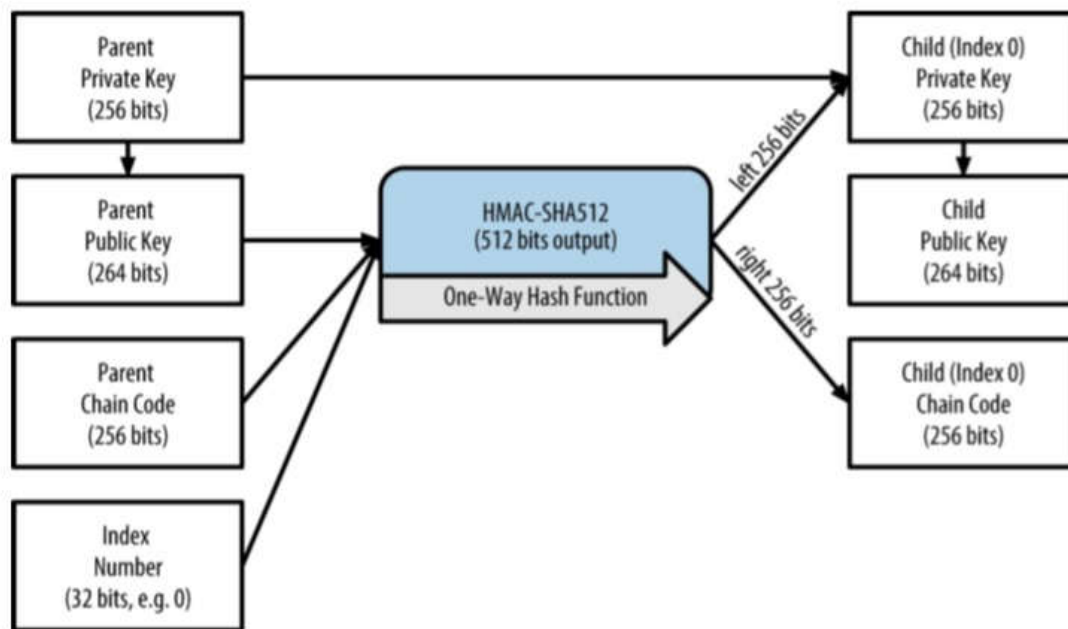 Parent
Private Key
(256 bits)
Parent
Public Key
(264 bits)
Parent
Chain Code
(256 bits)
Index
Number
(32 bits, e.g. 0)
HMAC-SHA512
(512 bits output)
One-Way Hash Function
left 256 bits
right 256 bits
Child (Index 0)
Private Key
(256 bits)
Child
Public Key
(264 bits)
Child (Index 0)
Chain Code
(256 bits)